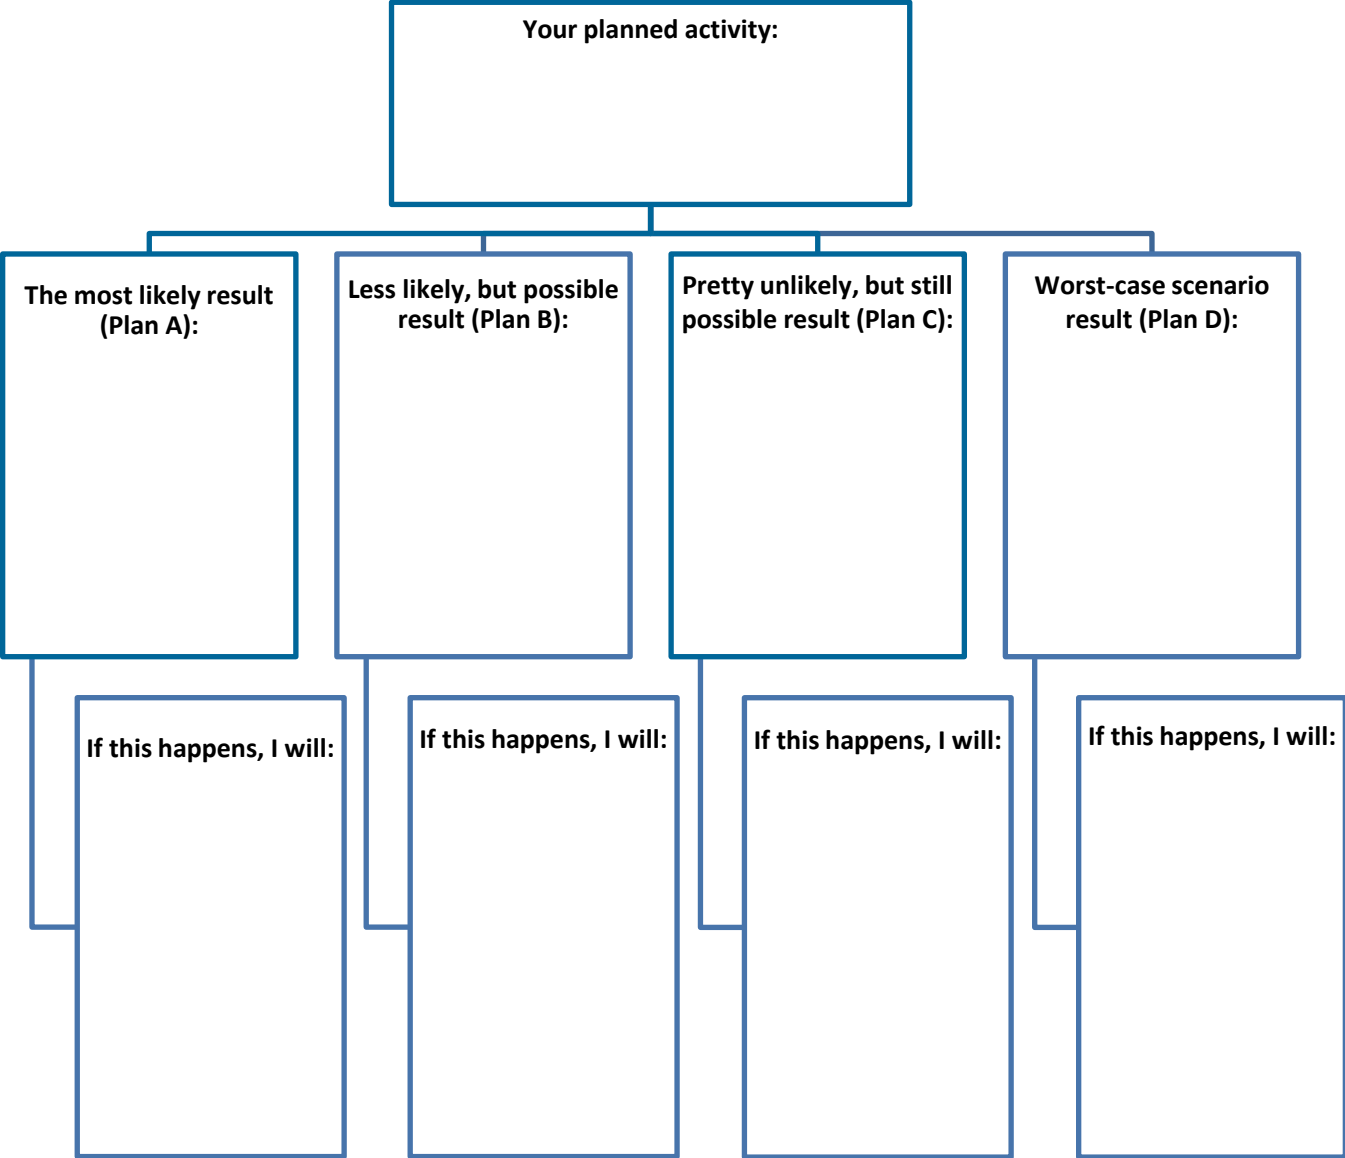 Your planned activity:
The most likely result
(Plan A):
Less likely, but possible
result (Plan B):
Pretty unlikely, but still
possible result (Plan C):
Worst-case scenario
result (Plan D):
If this happens, I will:
If this happens, I will:
If this happens, I will:
If this happens, I will: